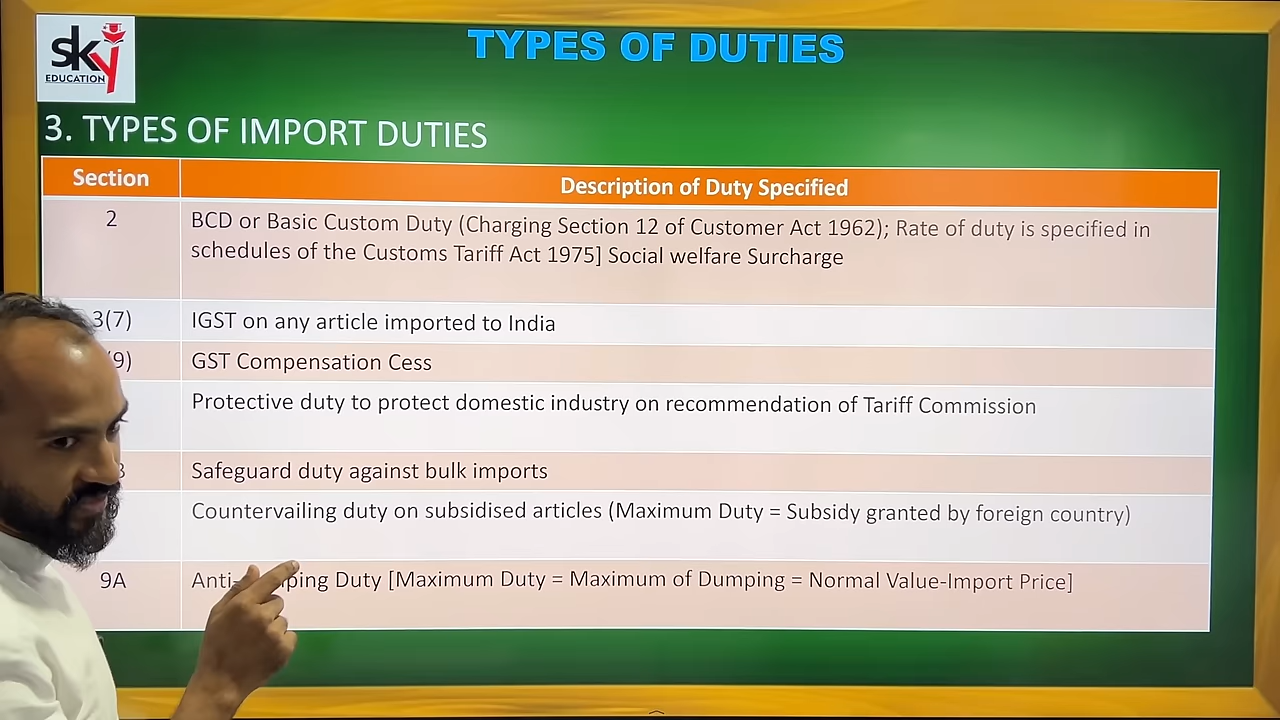 sky
EDUCATION
TYPES OF DUTIES
3. TYPES OF IMPORT DUTIES
Section
Description of Duty Specified
2
BCD or Basic Custom Duty (Charging Section 12 of Customer Act 1962); Rate of duty is specified in
schedules of the Customs Tariff Act 1975] Social welfare Surcharge
3(7)
IGST on any article imported to India
9)
GST Compensation Cess
Protective duty to protect domestic industry on recommendation of Tariff Commission
Safeguard duty against bulk imports
Countervailing duty on subsidised articles (Maximum Duty = Subsidy granted by foreign country)
9A
Duty [Maximum Duty = Maximum of Dumping = Normal Value-Import Price]